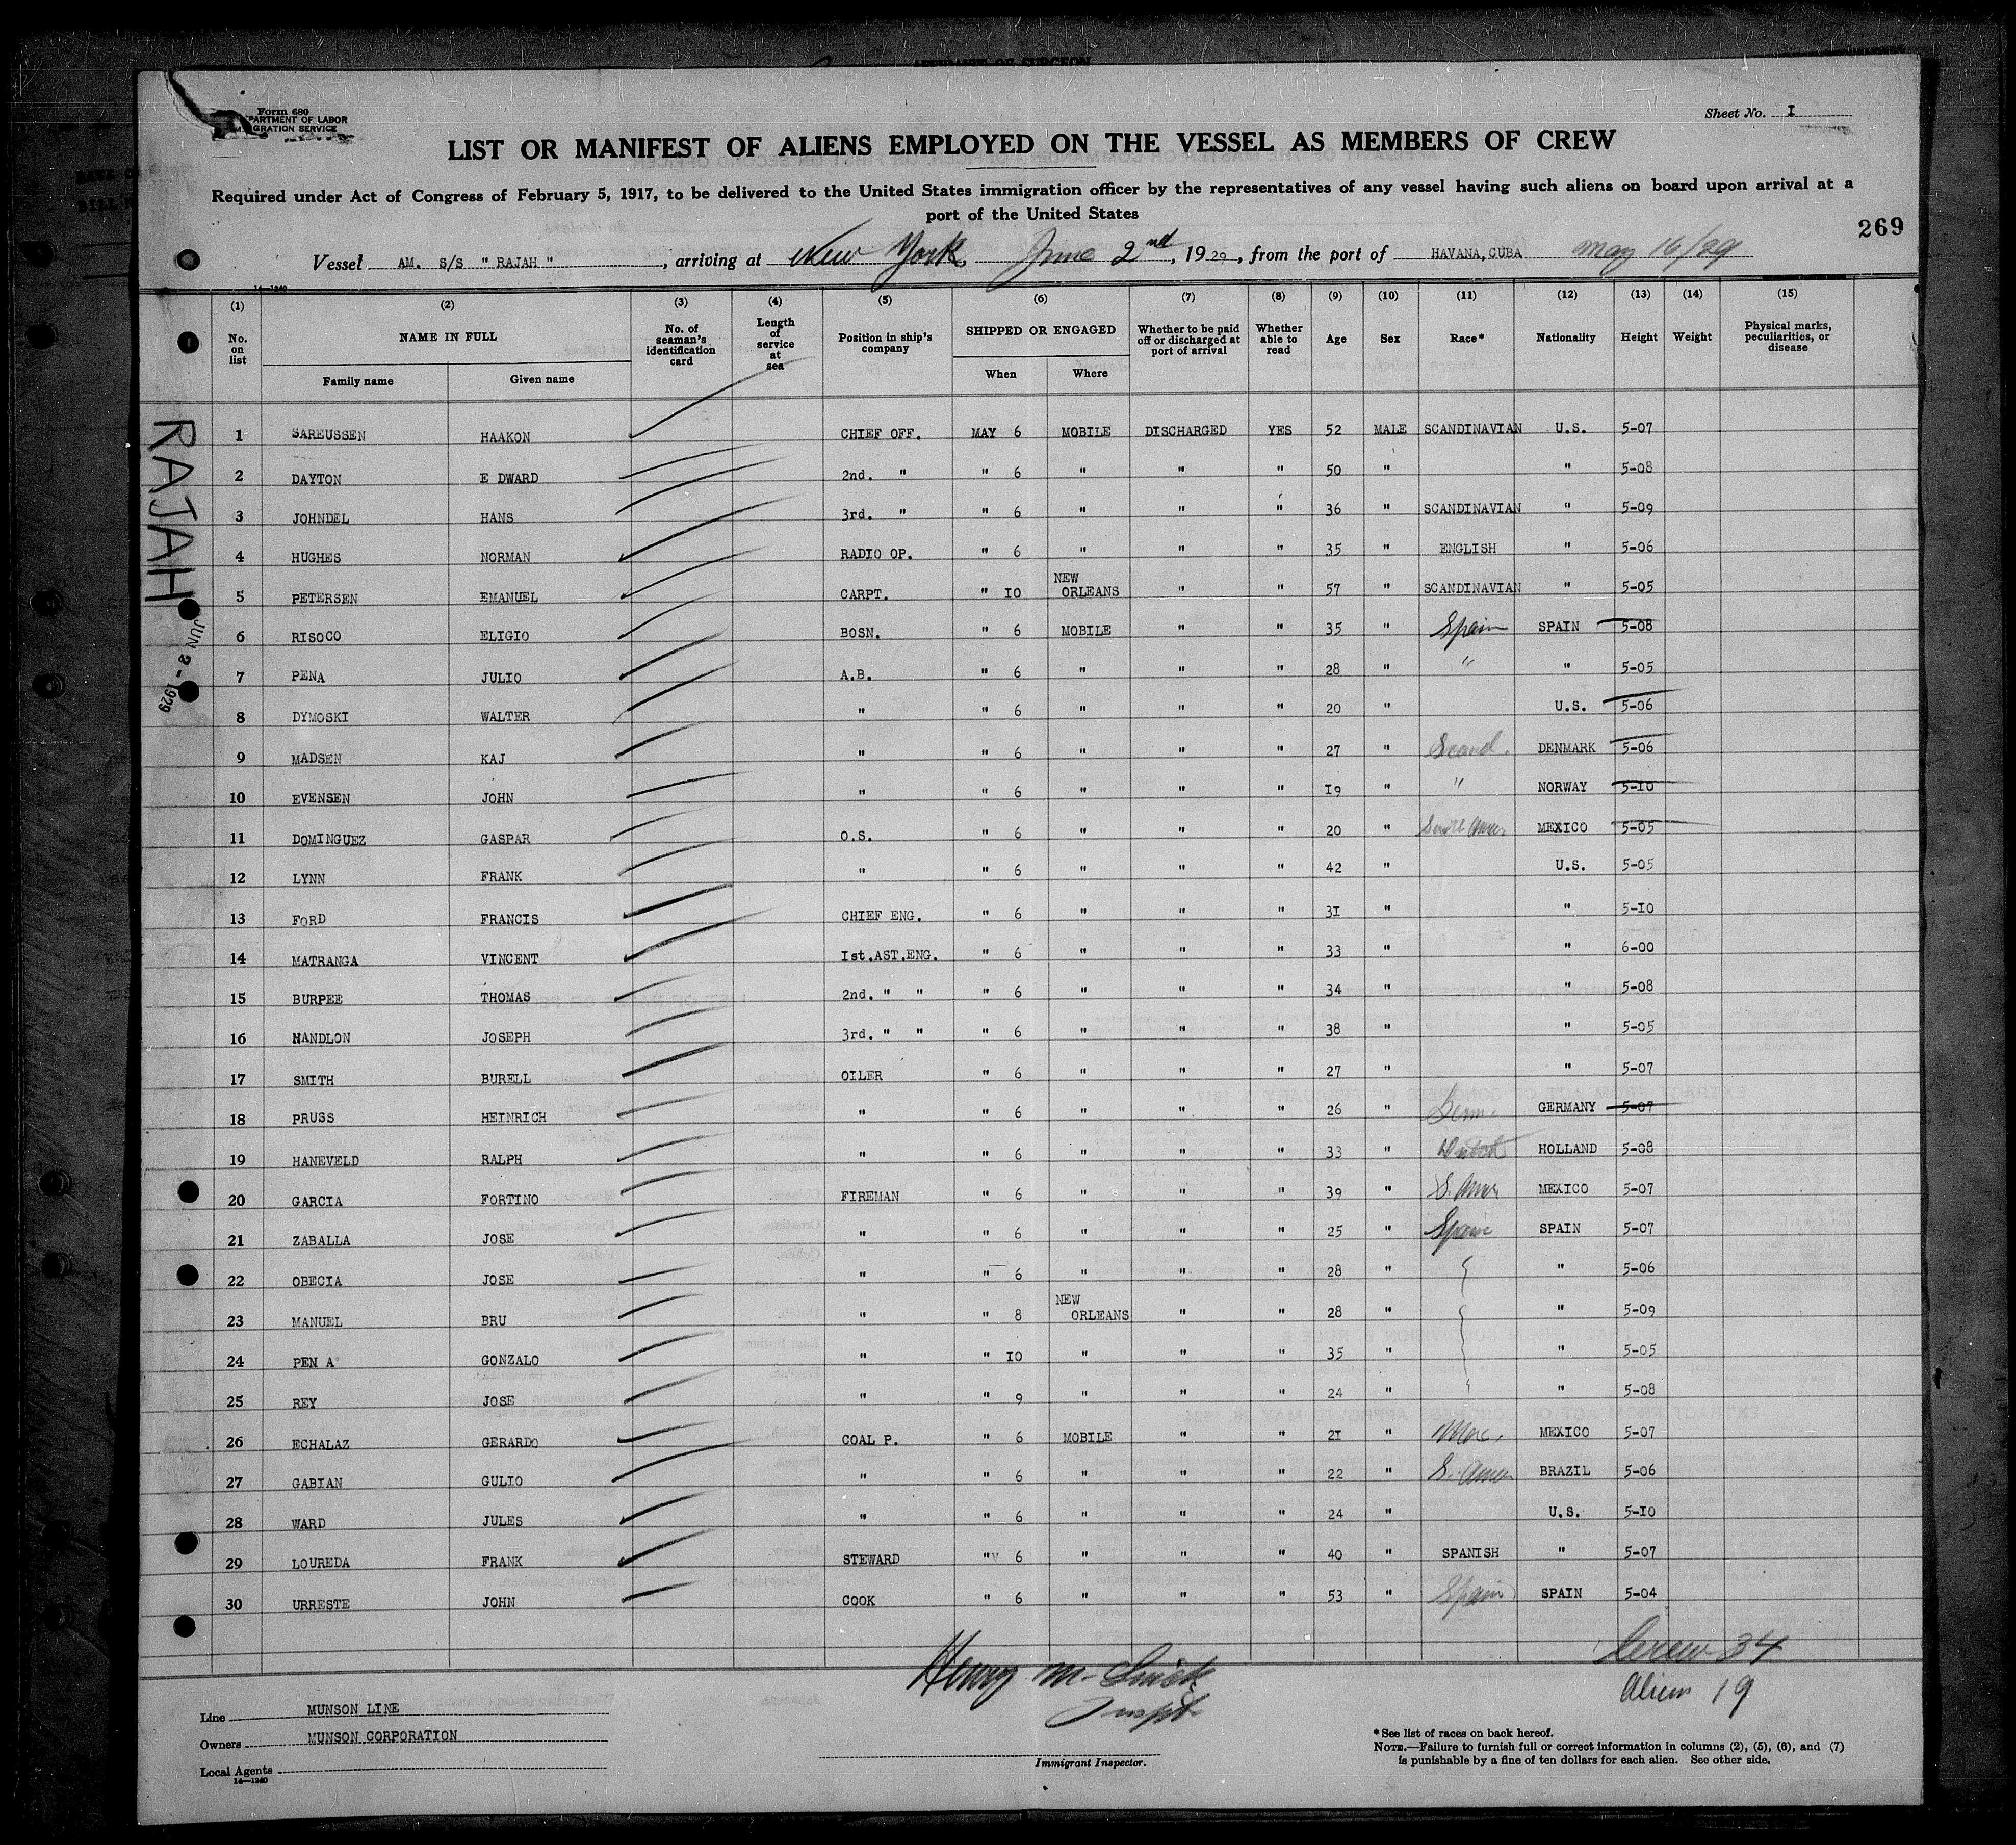 Form 680
DEPARTMENT OF LABOR
IMMIGRATION SERVICE
Sheet No. I
LIST OR MANIFEST OF ALIENS EMPLOYED ON THE VESSEL AS MEMBERS OF CREW
Required under Act of Congress of February 5, 1917, to be delivered to the United States immigration officer by the representatives of any vessel having such aliens on board upon arrival at a
port of the United States
269
Vessel AM. S/S " RAJAH ", arriving at New York, June 2nd, 1929, from the port of HAVANA, CUBA May 16/29
14-1240
(1) (2) (3) (4) (5) (6) (7) (8) (9) (10) (11) (12) (13) (14) (15)
No. on list NAME IN FULL Family name Given name No. of seaman's identification card Length of service at sea Position in ship's company SHIPPED OR ENGAGED When Where Whether to be paid off or discharged at port of arrival Whether able to read Age Sex Race* Nationality Height Weight Physical marks, peculiarities, or disease
1 SAREUSSEN HAAKON CHIEF OFF. MAY 6 MOBILE DISCHARGED YES 52 MALE SCANDINAVIAN U.S. 5-07
2 DAYTON E DWARD 2nd. " " 6 " " " 50 " " 5-08
3 JOHNDEL HANS 3rd. " " 6 " " " 36 " SCANDINAVIAN " 5-09
4 HUGHES NORMAN RADIO OP. " 6 " " " 35 " ENGLISH " 5-06
5 PETERSEN EMANUEL CARPT. " IO NEW ORLEANS " " 57 " SCANDINAVIAN " 5-05
6 RISOCO ELIGIO BOSN. " 6 MOBILE " " 35 " Spain SPAIN 5-08
7 PENA JULIO A.B. " 6 " " " 28 " " " 5-05
8 DYMOSKI WALTER " " 6 " " " 20 " U.S. 5-06
9 MADSEN KAJ " " 6 " " " 27 " Scand. DENMARK 5-06
10 EVENSEN JOHN " " 6 " " " I9 " " NORWAY 5-IO
11 DOMINGUEZ GASPAR O.S. " 6 " " " 20 " South Amer MEXICO 5-05
12 LYNN FRANK " " 6 " " " 42 " U.S. 5-05
13 FORD FRANCIS CHIEF ENG. " 6 " " " 3I " " 5-IO
14 MATRANGA VINCENT Ist.AST.ENG. " 6 " " " 33 " " 6-00
15 BURPEE THOMAS 2nd. " " " 6 " " " 34 " " 5-08
16 HANDLON JOSEPH 3rd. " " " 6 " " " 38 " " 5-05
17 SMITH BURELL OILER " 6 " " " 27 " " 5-07
18 PRUSS HEINRICH " " 6 " " " 26 " Germ. GERMANY 5-07
19 HANEVELD RALPH " " 6 " " " 33 " Dutch HOLLAND 5-08
20 GARCIA FORTINO FIREMAN " 6 " " " 39 " S. Amer MEXICO 5-07
21 ZABALLA JOSE " " 6 " " " 25 " Spain SPAIN 5-07
22 OBECIA JOSE " " 6 " " " 28 " " 5-06
23 MANUEL BRU " " 8 NEW ORLEANS " " 28 " " 5-09
24 PEN A GONZALO " " IO " " " 35 " " 5-05
25 REY JOSE " " 9 " " " 24 " " 5-08
26 ECHALAZ GERARDO COAL P. " 6 MOBILE " " 2I " Mex. MEXICO 5-07
27 GABIAN GULIO " " 6 " " " 22 " S. Amer BRAZIL 5-06
28 WARD JULES " " 6 " " " 24 " U.S. 5-IO
29 LOUREDA FRANK STEWARD " 6 " " " 40 " SPANISH " 5-07
30 URRESTE JOHN COOK " 6 " " " 53 " Spain SPAIN 5-04
RAJAH
JUN 2 - 1929
Crew 34
Aliens 19
Henry M.
Inspt.
Immigrant Inspector.
Line MUNSON LINE
Owners MUNSON CORPORATION
Local Agents
14-1240
*See list of races on back hereof.
NOTE.—Failure to furnish full or correct information in columns (2), (5), (6), and (7)
is punishable by a fine of ten dollars for each alien. See other side.